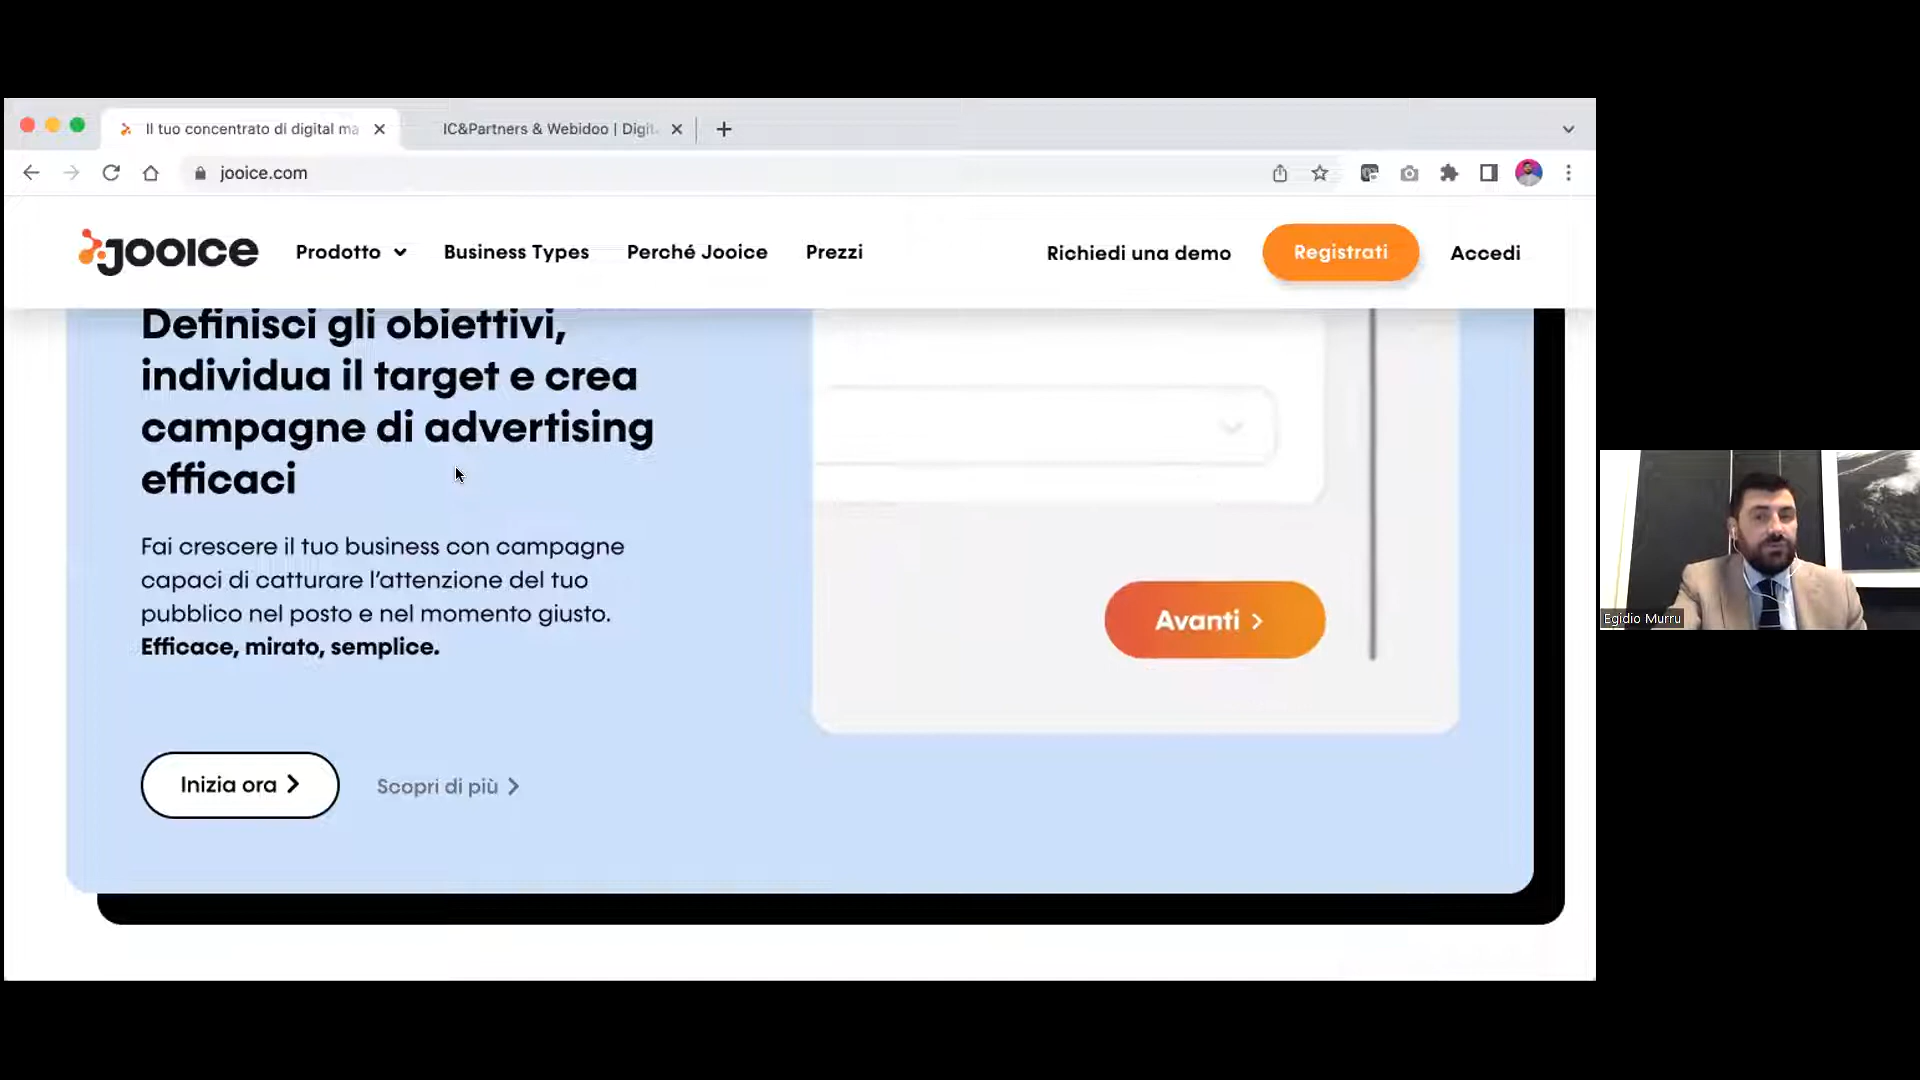 Il tuo concentrato di digital ma
IC&Partners & Webidoo | Digit
jooice.com
JOOICE
Prodotto
Business Types
Perché Jooice
Prezzi
Richiedi una demo
Registrati
Accedi
Definisci gli obiettivi,
individua il target e crea
campagne di advertising
efficaci
Fai crescere il tuo business con campagne
capaci di catturare l'attenzione del tuo
pubblico nel posto e nel momento giusto.
Efficace, mirato, semplice.
Avanti
Inizia ora
Scopri di più
Egidio Murru